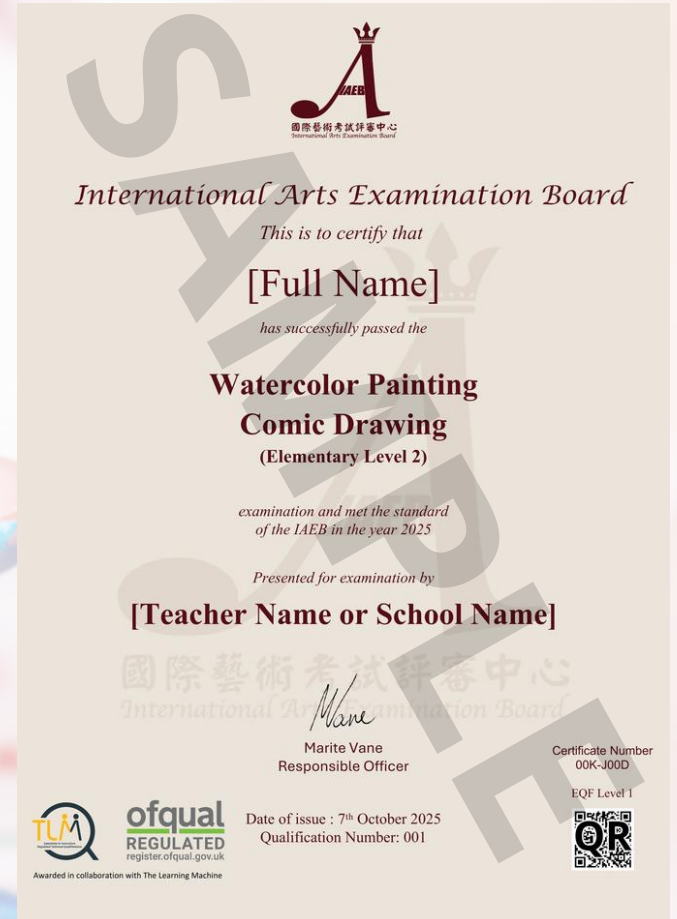 IAEB
國際藝術考試評審中心
International Arts Examination Board
International Arts Examination Board
This is to certify that
[Full Name]
has successfully passed the
Watercolor Painting
Comic Drawing
(Elementary Level 2)
examination and met the standard
of the IAEB in the year 2025
Presented for examination by
[Teacher Name or School Name]
國際藝術考試評審中心
International Arts Examination Board
Marite Vane
Responsible Officer
Certificate Number
00K-J00D
EQF Level 1
QR
TLM
Awarded in collaboration with The Learning Machine
ofqual
REGULATED
register.ofqual.gov.uk
Date of issue : 7th October 2025
Qualification Number: 001
SAMPLE